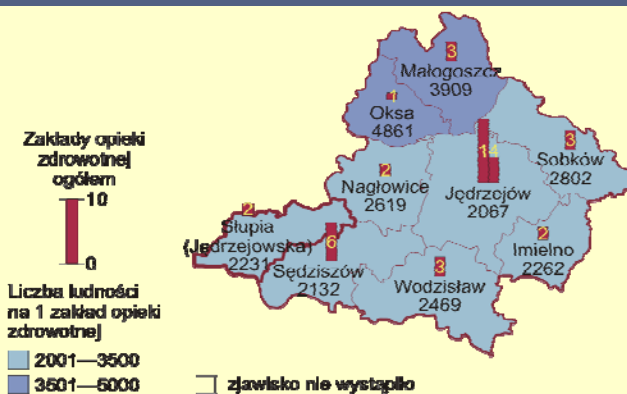 3
Małogoszcz
3909
1
Oksa
4861
Zakłady opieki
zdrowotnej
ogółem
10
0
14
3
Sobków
2802
2
Nagłowice
2619
Jędrzejów
2067
2
Słupia
(Jędrzejowska)
2231
6
Sędziszów
2132
2
Imielno
2262
3
Wodzisław
2469
Liczba ludności
na 1 zakład opieki
zdrowotnej
2001—3500
3501—5000
zjawisko nie wystąpiło